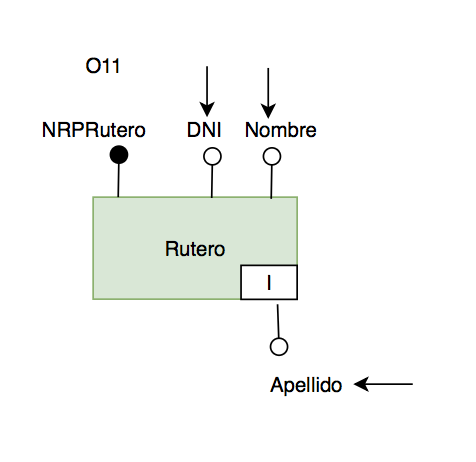 O11
NRPRutero DNI Nombre
Rutero
I
Apellido